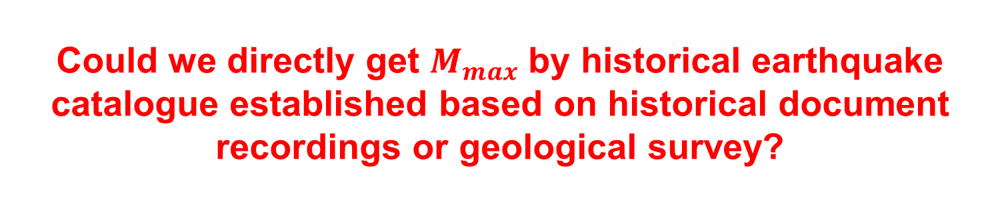 Could we directly get M_max by historical earthquake
catalogue established based on historical document
recordings or geological survey?